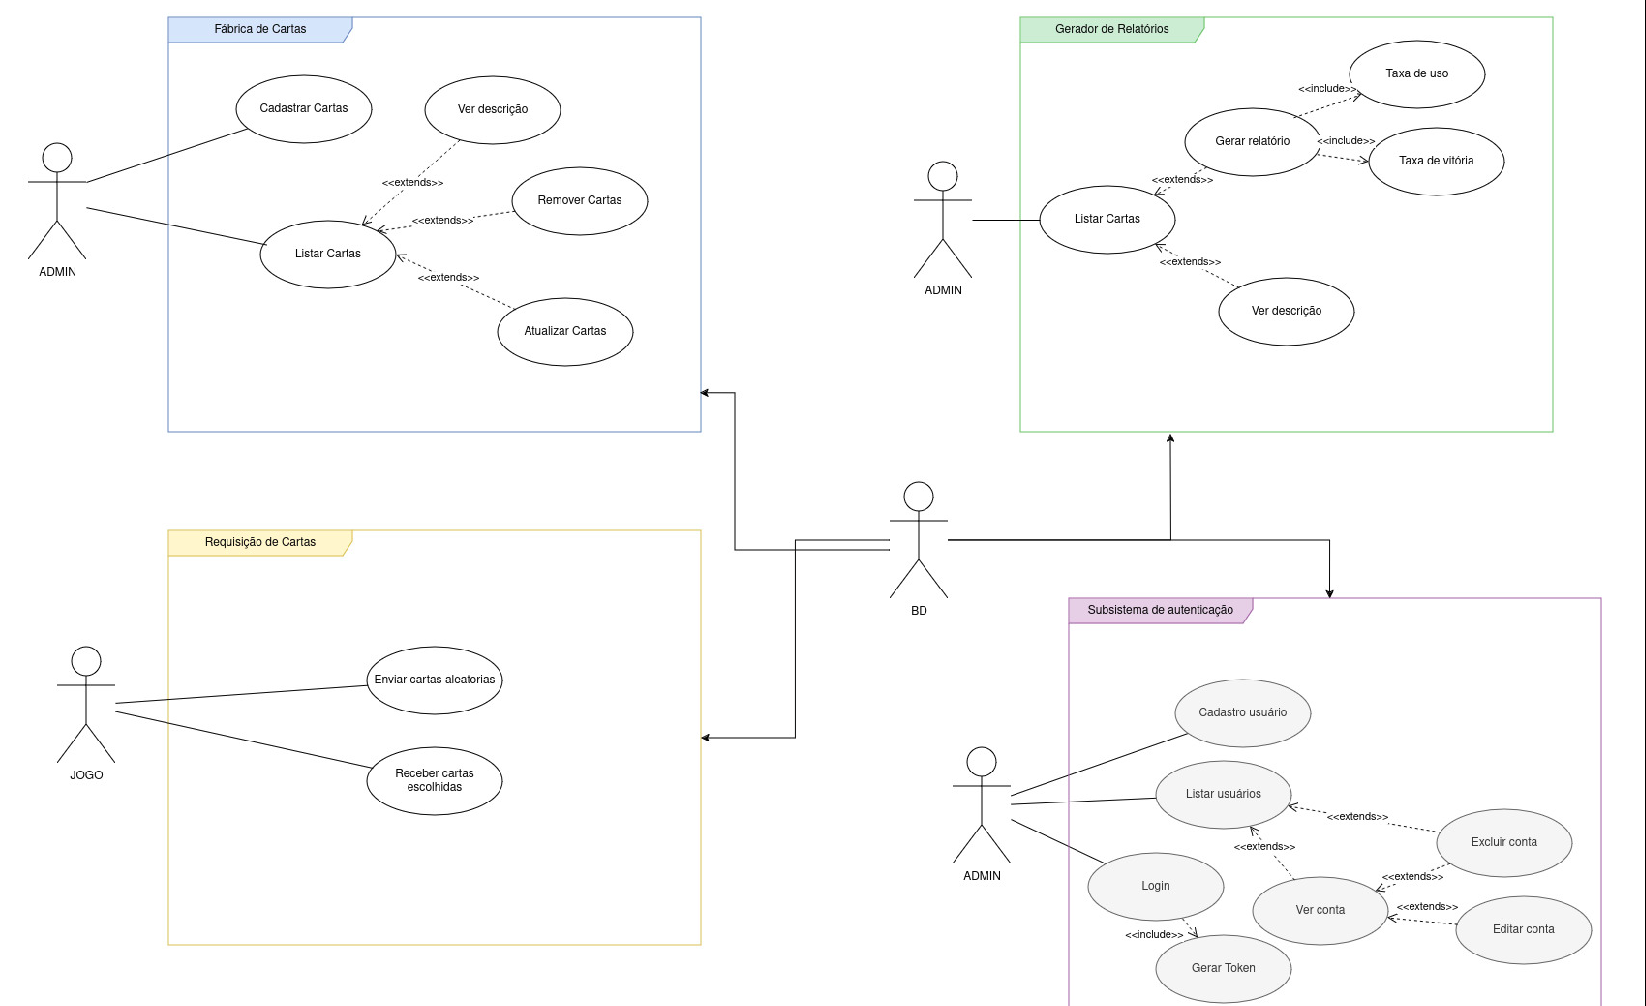 Fábrica de Cartas
Cadastrar Cartas
Ver descrição
<<extends>>
Remover Cartas
<<extends>>
Listar Cartas
<<extends>>
Atualizar Cartas
ADMIN
Gerador de Relatórios
Taxa de uso
<<include>>
Gerar relatório
<<include>>
Taxa de vitória
<<extends>>
Listar Cartas
<<extends>>
Ver descrição
ADMIN
BD
Requisição de Cartas
Enviar cartas aleatorias
Receber cartas
escolhidas
JOGO
Subsistema de autenticação
Cadastro usuário
Listar usuários
<<extends>>
Excluir conta
<<extends>>
<<extends>>
Ver conta
<<extends>>
Editar conta
Login
<<include>>
Gerar Token
ADMIN